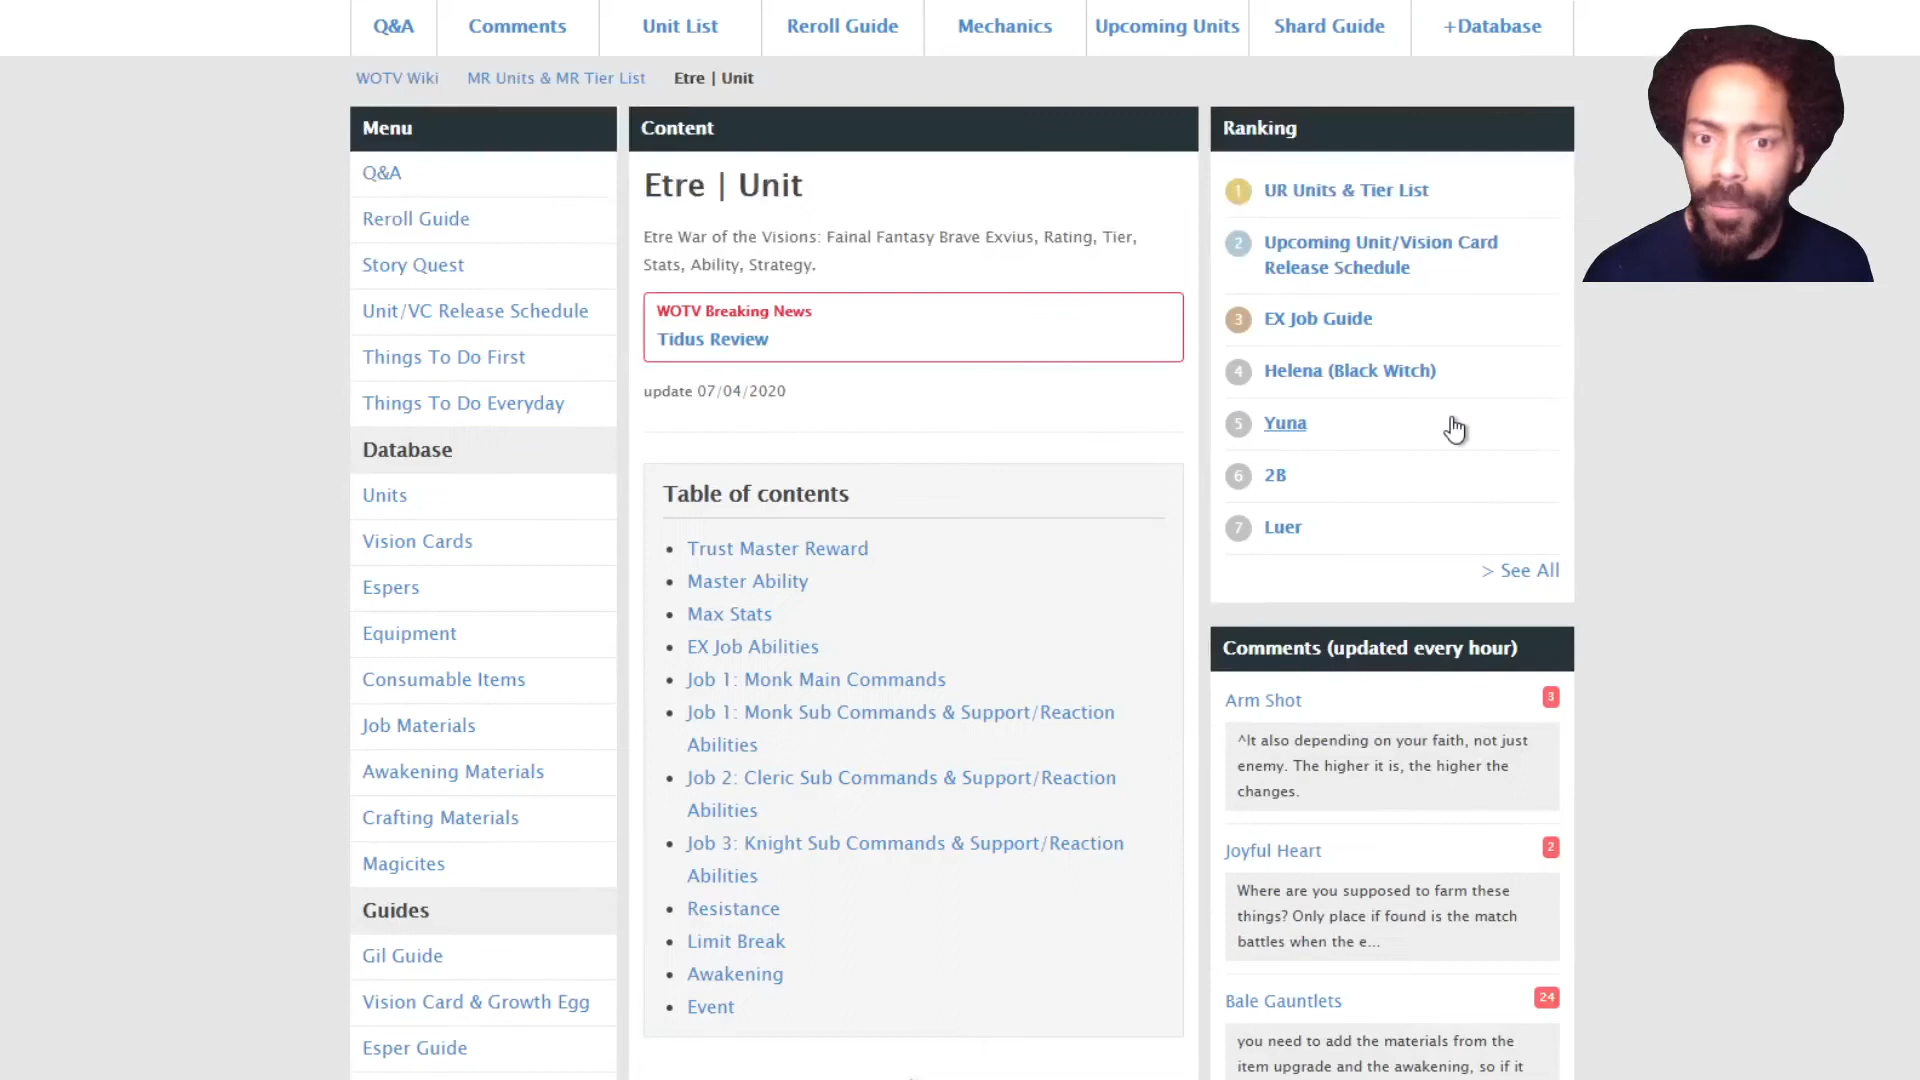 Q&A
Comments
Unit List
Reroll Guide
Mechanics
Upcoming Units
Shard Guide
+Database
WOTV Wiki
MR Units & MR Tier List
Etre | Unit
Menu
Q&A
Reroll Guide
Story Quest
Unit/VC Release Schedule
Things To Do First
Things To Do Everyday
Database
Units
Vision Cards
Espers
Equipment
Consumable Items
Job Materials
Awakening Materials
Crafting Materials
Magicites
Guides
Gil Guide
Vision Card & Growth Egg
Esper Guide
Content
Etre | Unit
Etre War of the Visions: Fainal Fantasy Brave Exvius, Rating, Tier,
Stats, Ability, Strategy.
WOTV Breaking News
Tidus Review
update 07/04/2020
Table of contents
Trust Master Reward
Master Ability
Max Stats
EX Job Abilities
Job 1: Monk Main Commands
Job 1: Monk Sub Commands & Support/Reaction
Abilities
Job 2: Cleric Sub Commands & Support/Reaction
Abilities
Job 3: Knight Sub Commands & Support/Reaction
Abilities
Resistance
Limit Break
Awakening
Event
Ranking
1 UR Units & Tier List
2 Upcoming Unit/Vision Card
Release Schedule
3 EX Job Guide
4 Helena (Black Witch)
5 Yuna
6 2B
7 Luer
> See All
Comments (updated every hour)
Arm Shot 3
^It also depending on your faith, not just
enemy. The higher it is, the higher the
changes.
Joyful Heart 2
Where are you supposed to farm these
things? Only place if found is the match
battles when the e...
Bale Gauntlets 24
you need to add the materials from the
item upgrade and the awakening, so if it